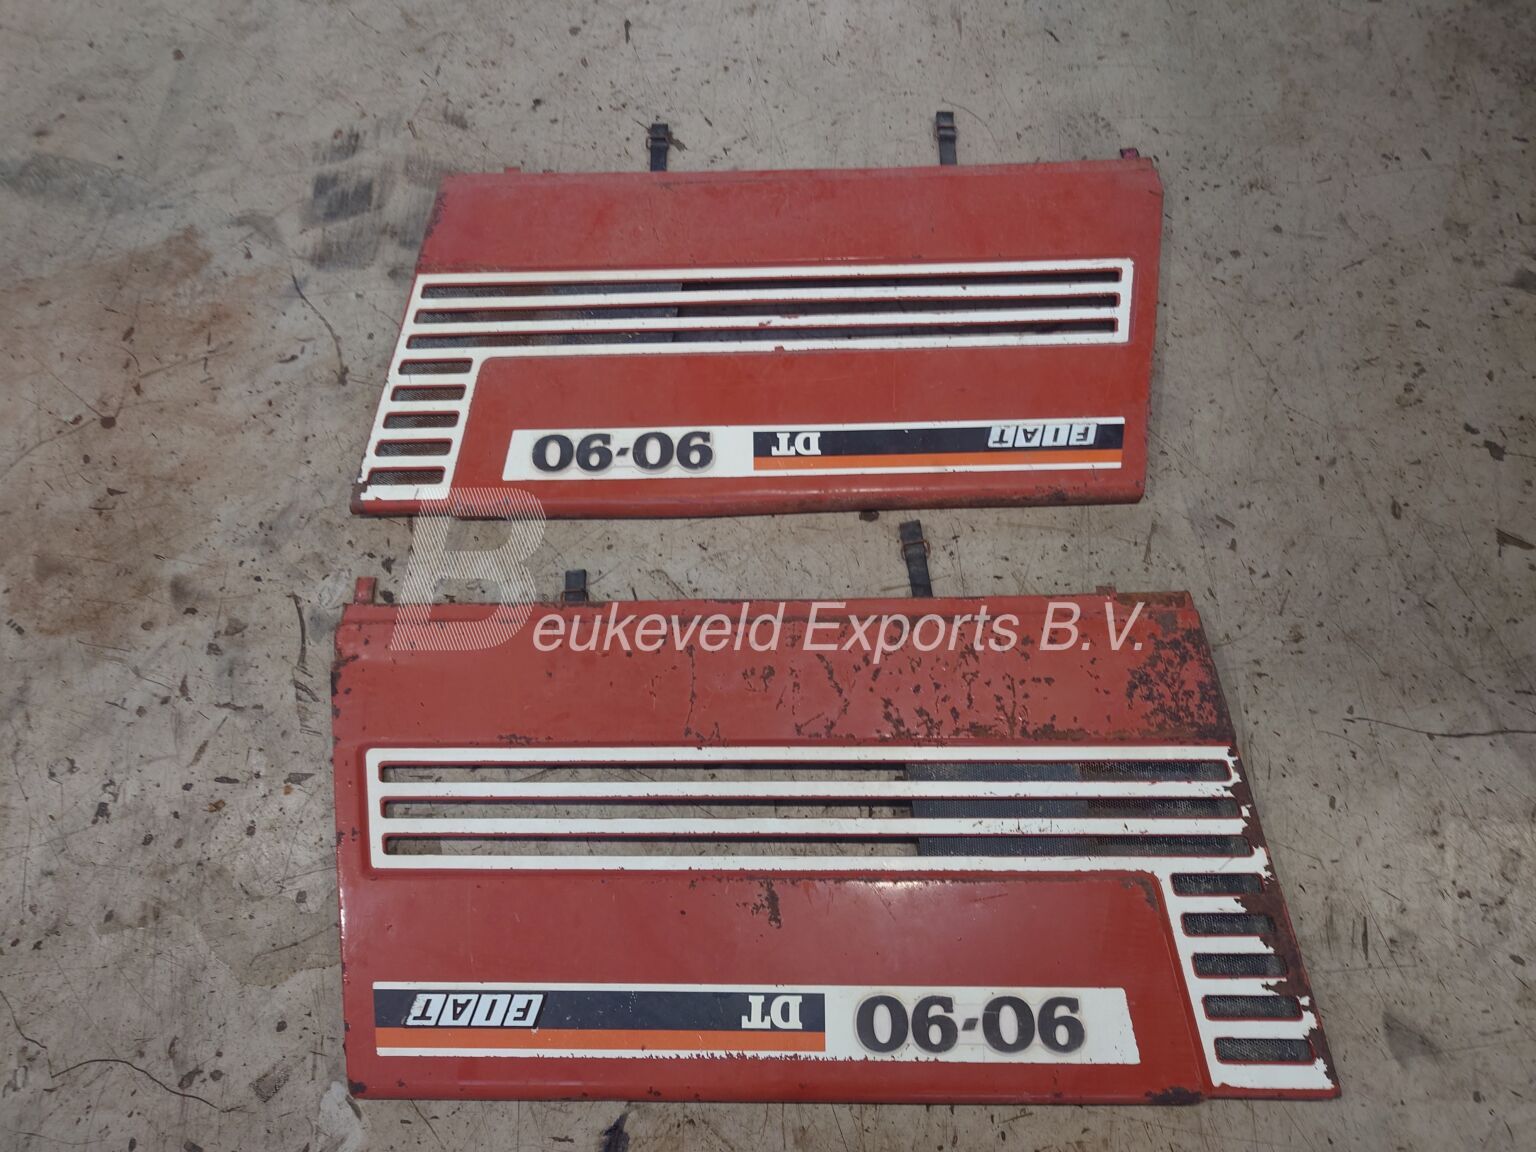 FIAT DT 90-90
Beukeveld Exports B.V.
90-90 DT FIAT